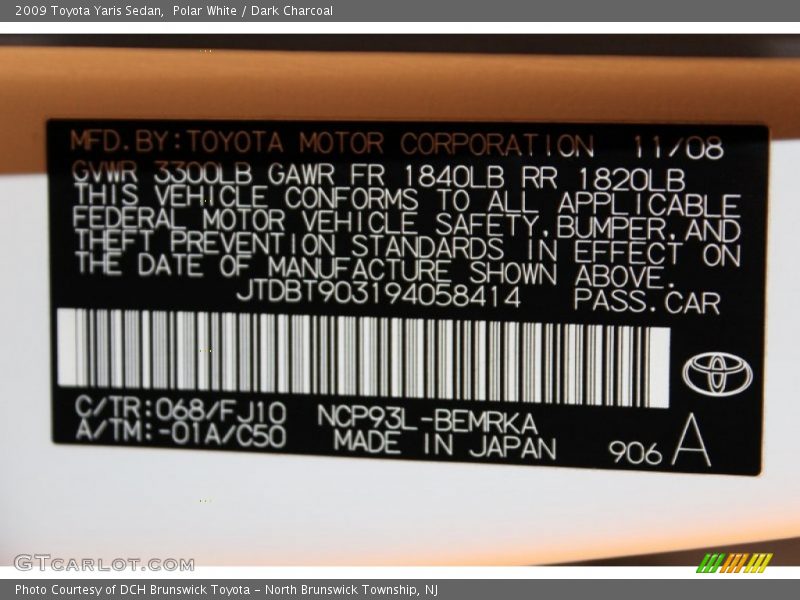 2009 Toyota Yaris Sedan,  Polar White / Dark Charcoal
MFD.BY:TOYOTA MOTOR CORPORATION 11/08
GVWR 3300LB GAWR FR 1840LB RR 1820LB
THIS VEHICLE CONFORMS TO ALL APPLICABLE
FEDERAL MOTOR VEHICLE SAFETY,BUMPER,AND
THEFT PREVENTION STANDARDS IN EFFECT ON
THE DATE OF MANUFACTURE SHOWN ABOVE.
JTDBT903194058414 PASS.CAR
C/TR:068/FJ10 NCP93L-BEMRKA
A/TM:-01A/C50 MADE IN JAPAN 906 A
GTcarlot.com
Photo Courtesy of DCH Brunswick Toyota – North Brunswick Township, NJ